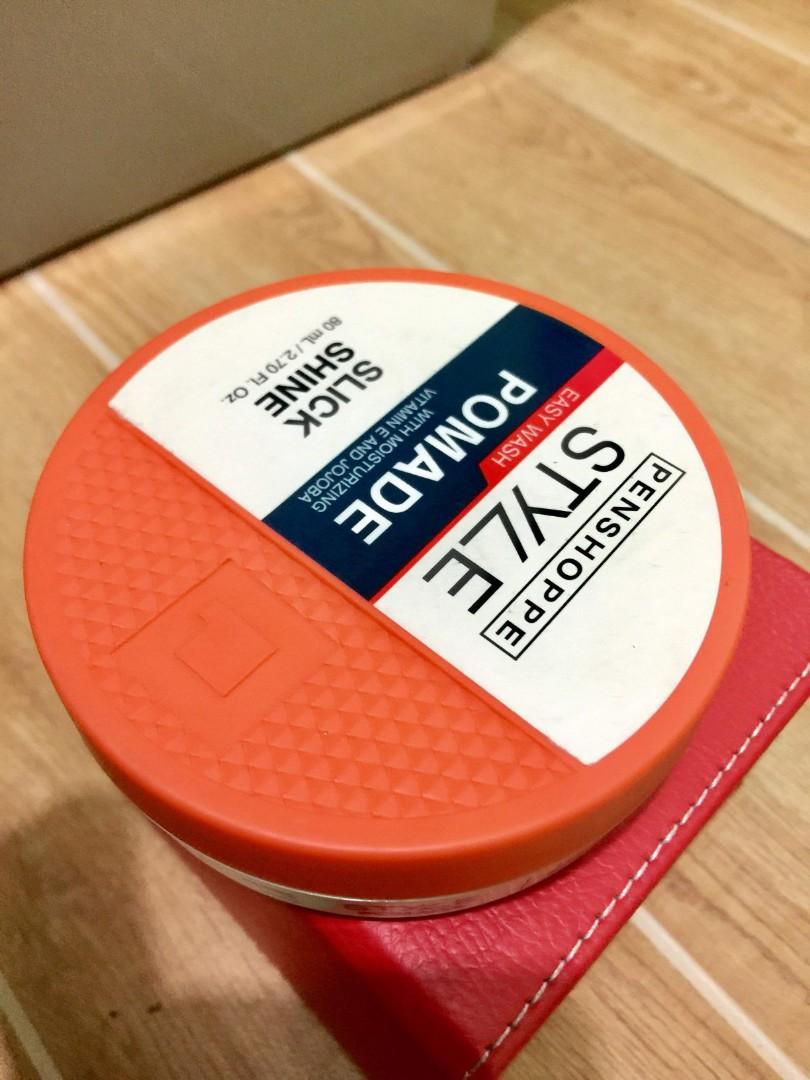 PENSHOPPE
STYLE
EASY WASH
POMADE
WITH MOISTURIZING
VITAMIN E AND JOJOBA
SLICK
SHINE
80 mL / 2.70 Fl. Oz.